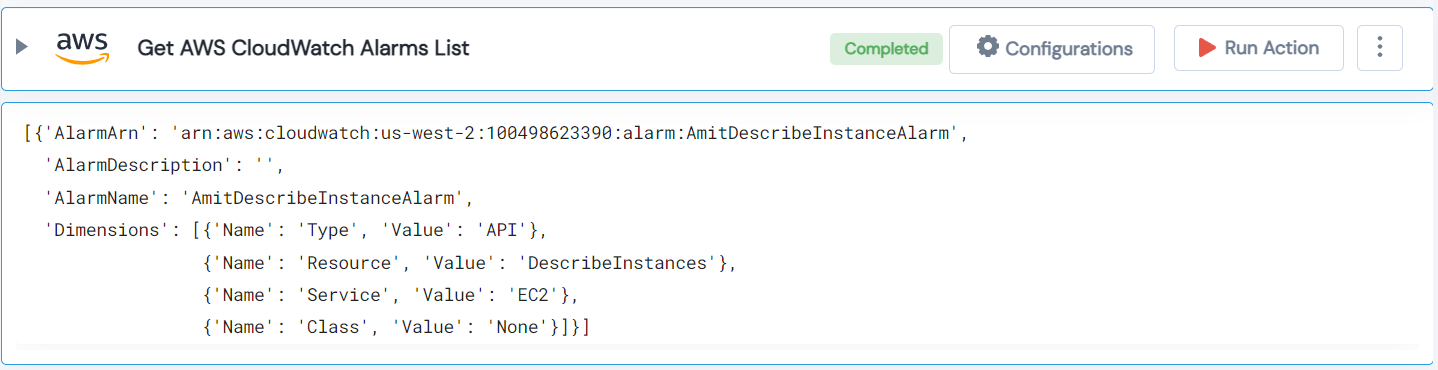 aws Get AWS CloudWatch Alarms List Completed Configurations Run Action
[{'AlarmArn': 'arn:aws:cloudwatch:us-west-2:100498623390:alarm:AmitDescribeInstanceAlarm',
'AlarmDescription': '',
'AlarmName': 'AmitDescribeInstanceAlarm',
'Dimensions': [{'Name': 'Type', 'Value': 'API'},
{'Name': 'Resource', 'Value': 'DescribeInstances'},
{'Name': 'Service', 'Value': 'EC2'},
{'Name': 'Class', 'Value': 'None'}]}]